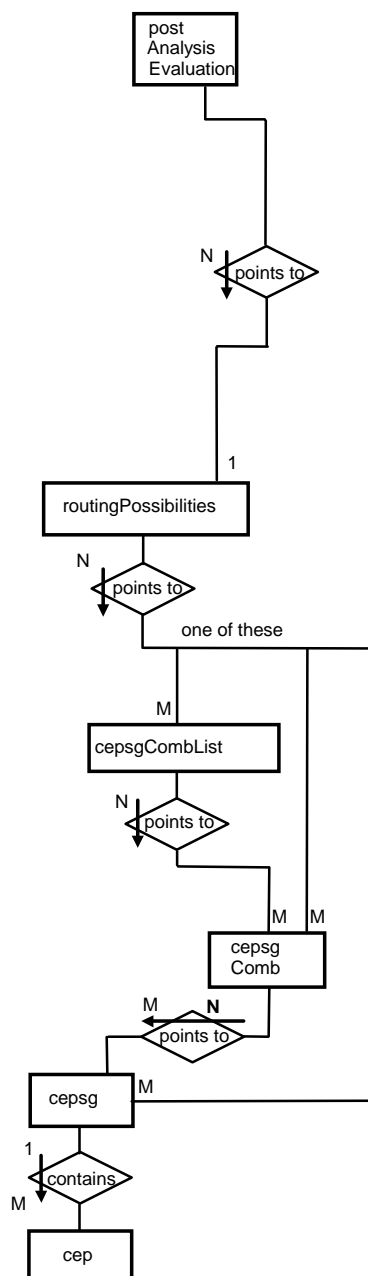 post
Analysis
Evaluation
N
points to
1
routingPossibilities
N
points to
one of these
M
cepsgCombList
N
points to
M M
cepsg
Comb
M N
points to
cepsg
M
1
contains
M
cep